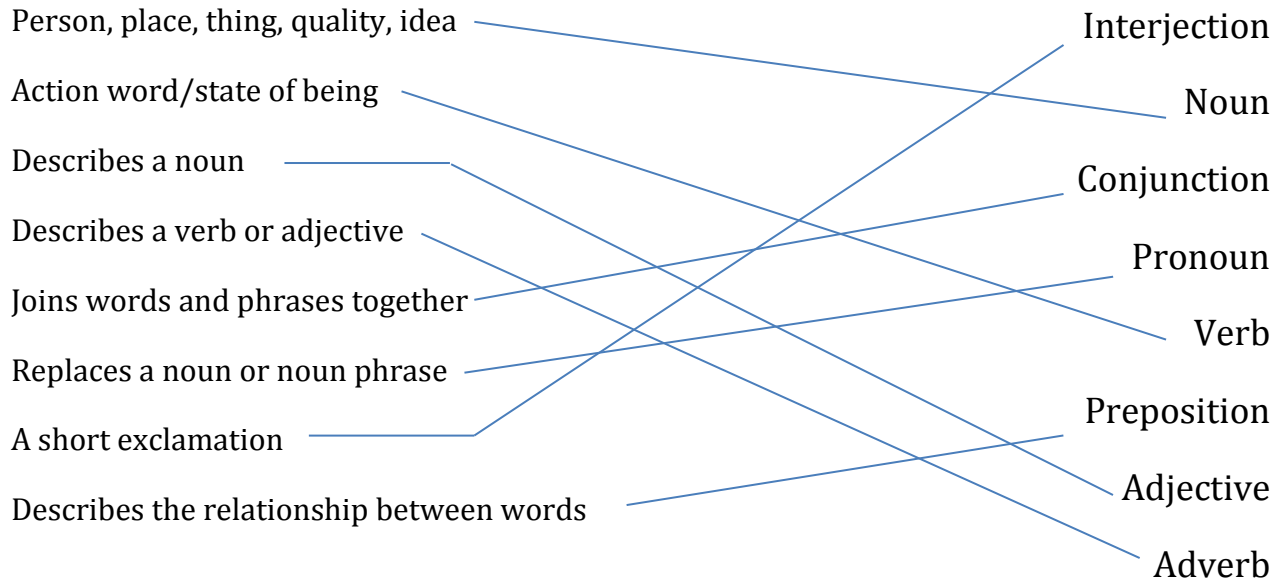 Person, place, thing, quality, idea
Interjection
Action word/state of being
Noun
Describes a noun
Conjunction
Describes a verb or adjective
Pronoun
Joins words and phrases together
Verb
Replaces a noun or noun phrase
Preposition
A short exclamation
Adjective
Describes the relationship between words
Adverb